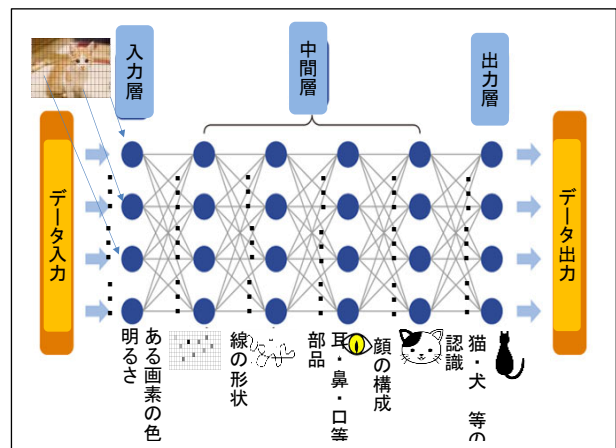 入力層
中間層
出力層
データ入力
データ出力
ある画素の色
明るさ
線の形状
耳・鼻・口等
部品
顔の構成
猫・犬 等の
認識